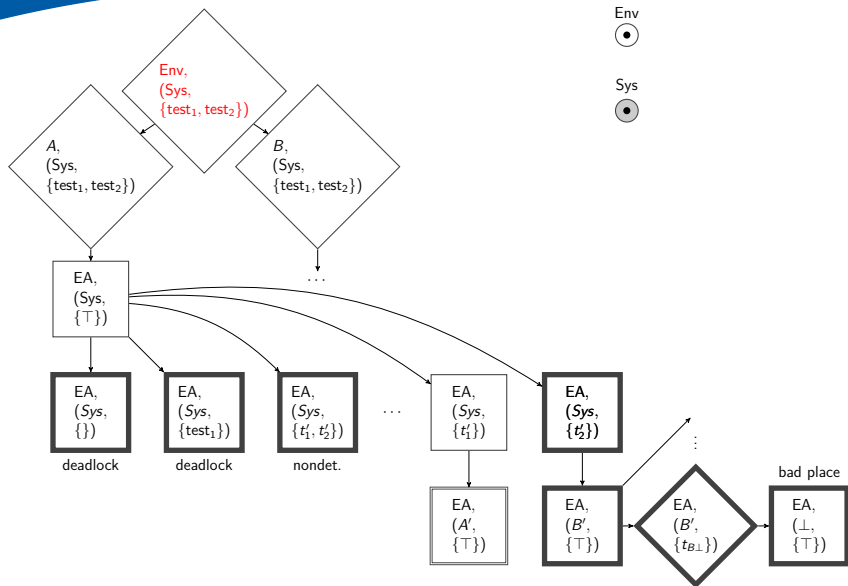 Env
Sys
Env,
(Sys,
{test₁, test₂})
A,
(Sys,
{test₁, test₂})
B,
(Sys,
{test₁, test₂})
EA,
(Sys,
{⊤})
...
EA,
(Sys,
{})
deadlock
EA,
(Sys,
{test₁})
deadlock
EA,
(Sys,
{t′₁, t′₂})
nondet.
...
EA,
(Sys,
{t′₁})
EA,
(Sys,
{t′₂})
EA,
(A′,
{⊤})
EA,
(B′,
{⊤})
⋮
EA,
(B′,
{t_B⊥})
bad place
EA,
(⊥,
{⊤})